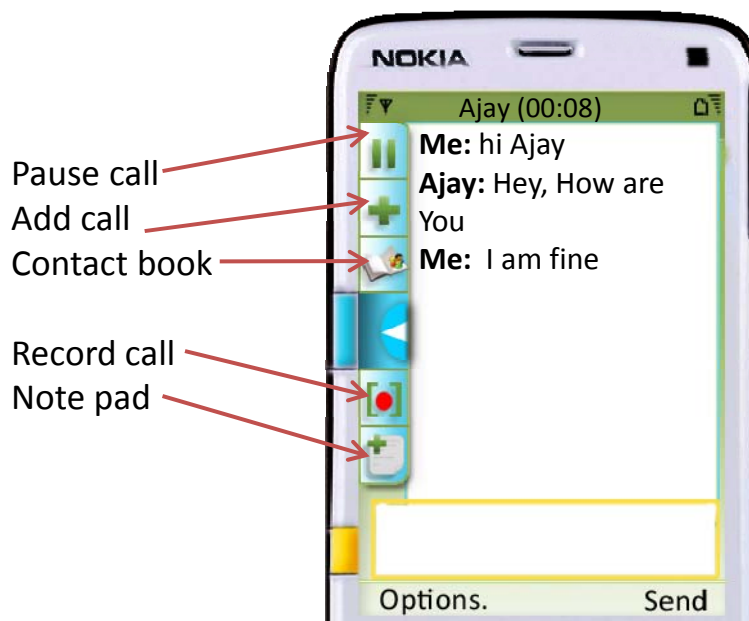 NOKIA
Ajay (00:08)
Pause call
Add call
Contact book
Record call
Note pad
Me: hi Ajay
Ajay: Hey, How are
You
Me: I am fine
Options.
Send